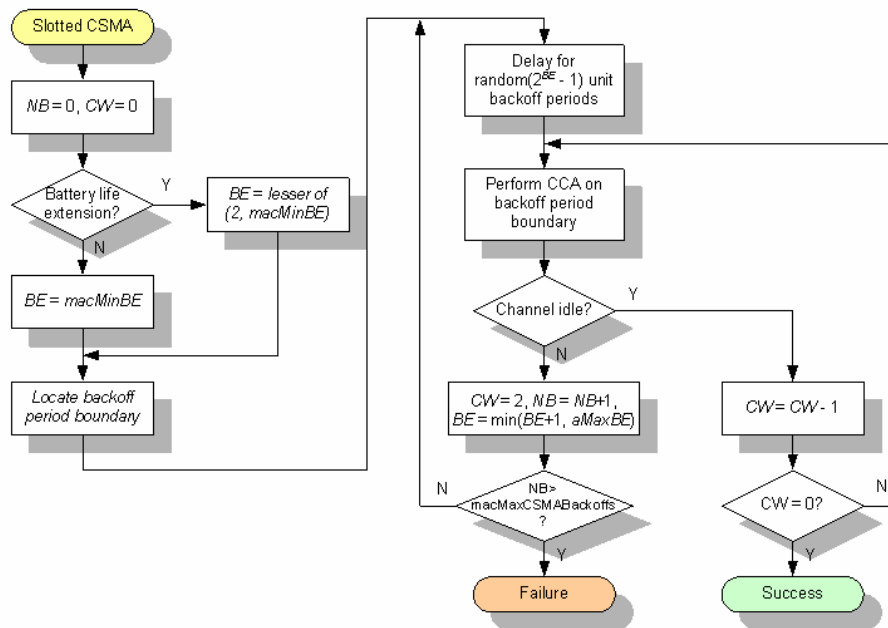 Slotted CSMA
NB = 0, CW = 0
Battery life
extension?
Y
N
BE = lesser of
(2, macMinBE)
BE = macMinBE
Locate backoff
period boundary
Delay for
random(2^BE - 1) unit
backoff periods
Perform CCA on
backoff period
boundary
Channel idle?
Y
N
CW = 2, NB = NB+1,
BE = min(BE+1, aMaxBE)
CW = CW - 1
NB>
macMaxCSMABackoffs
?
N
Y
CW = 0?
N
Y
Failure
Success